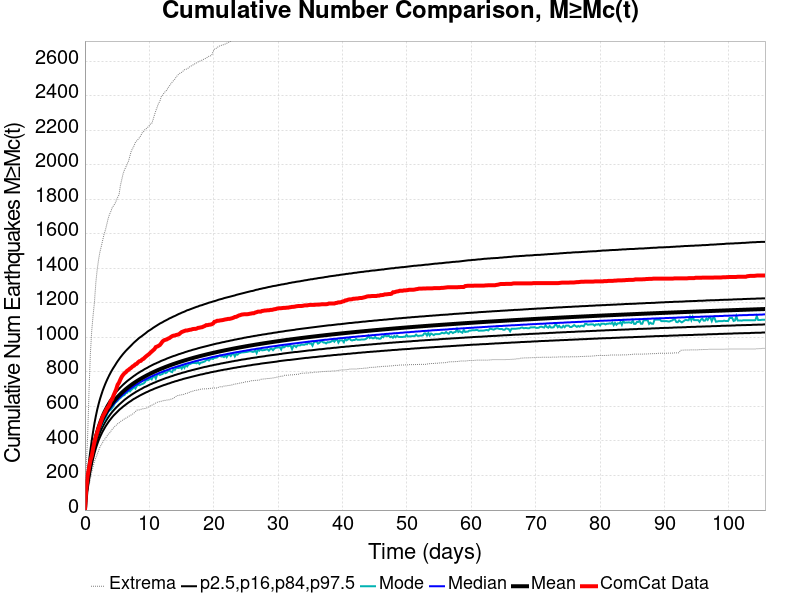 Cumulative Number Comparison, M≥Mc(t)
Cumulative Num Earthquakes M≥Mc(t)
2600
2400
2200
2000
1800
1600
1400
1200
1000
800
600
400
200
0
0 10 20 30 40 50 60 70 80 90 100
Time (days)
Extrema p2.5,p16,p84,p97.5 Mode Median Mean ComCat Data